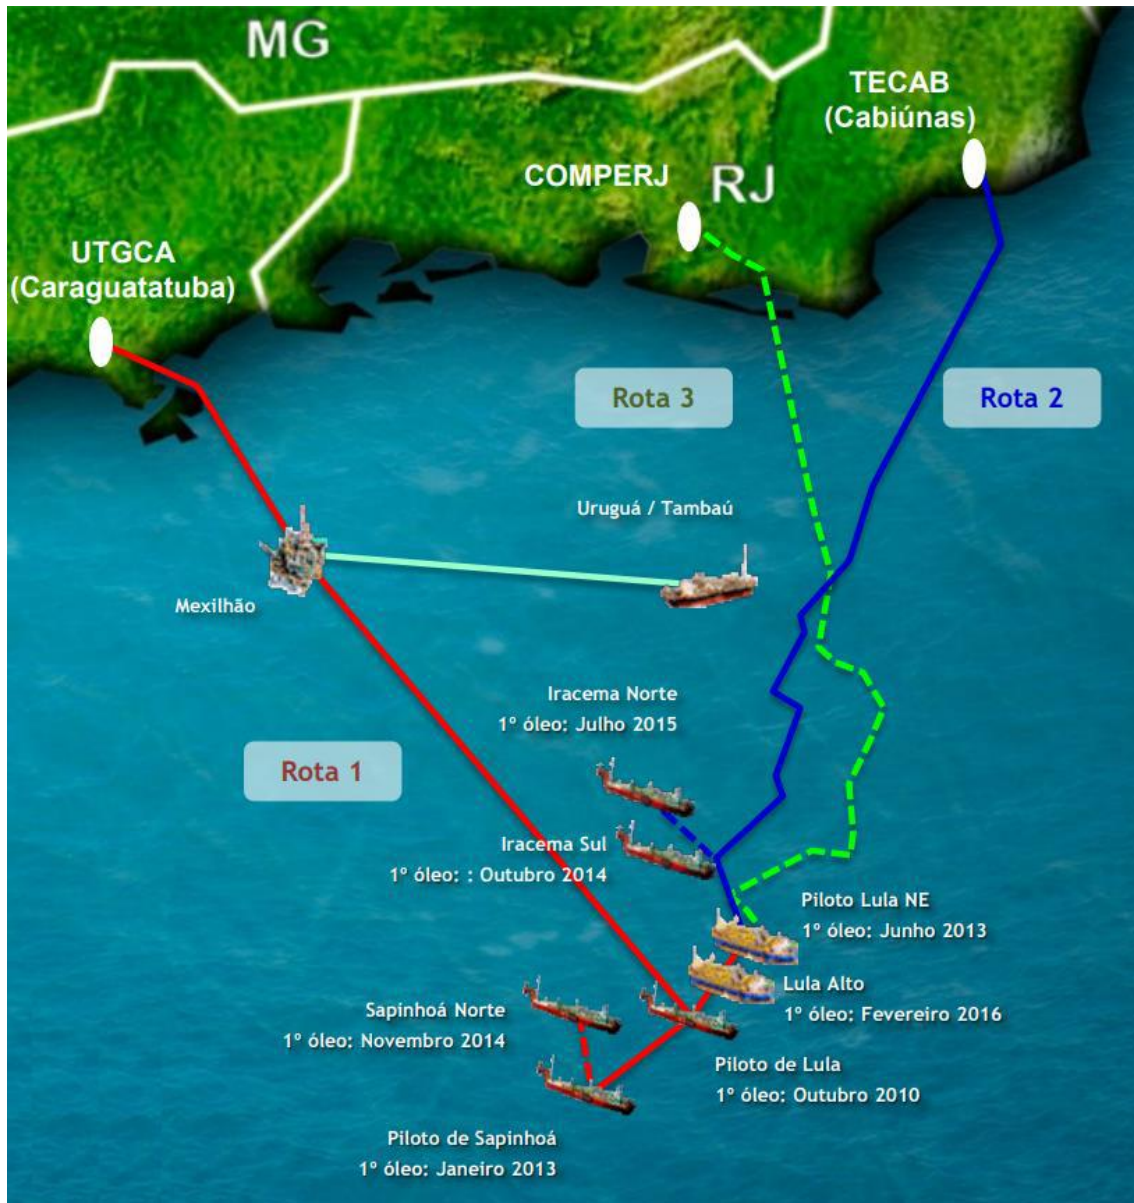 MG
TECAB
(Cabiúnas)
COMPERJ
RJ
UTGCA
(Caraguatatuba)
Rota 3
Rota 2
Uruguá / Tambaú
Mexilhão
Iracema Norte
1º óleo: Julho 2015
Rota 1
Iracema Sul
1º óleo: : Outubro 2014
Piloto Lula NE
1º óleo: Junho 2013
Lula Alto
1º óleo: Fevereiro 2016
Sapinhoá Norte
1º óleo: Novembro 2014
Piloto de Lula
1º óleo: Outubro 2010
Piloto de Sapinhoá
1º óleo: Janeiro 2013